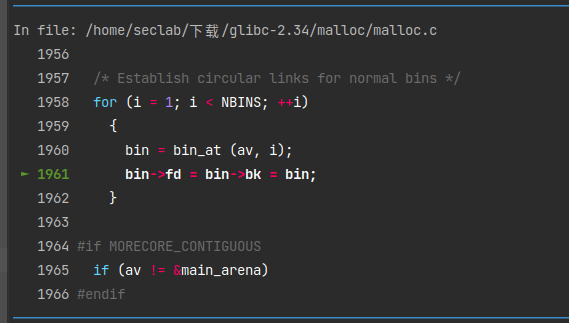 In file: /home/seclab/下载/glibc-2.34/malloc/malloc.c
1956
1957 /* Establish circular links for normal bins */
1958 for (i = 1; i < NBINS; ++i)
1959 {
1960 bin = bin_at (av, i);
► 1961 bin->fd = bin->bk = bin;
1962 }
1963
1964 #if MORECORE_CONTIGUOUS
1965 if (av != &main_arena)
1966 #endif